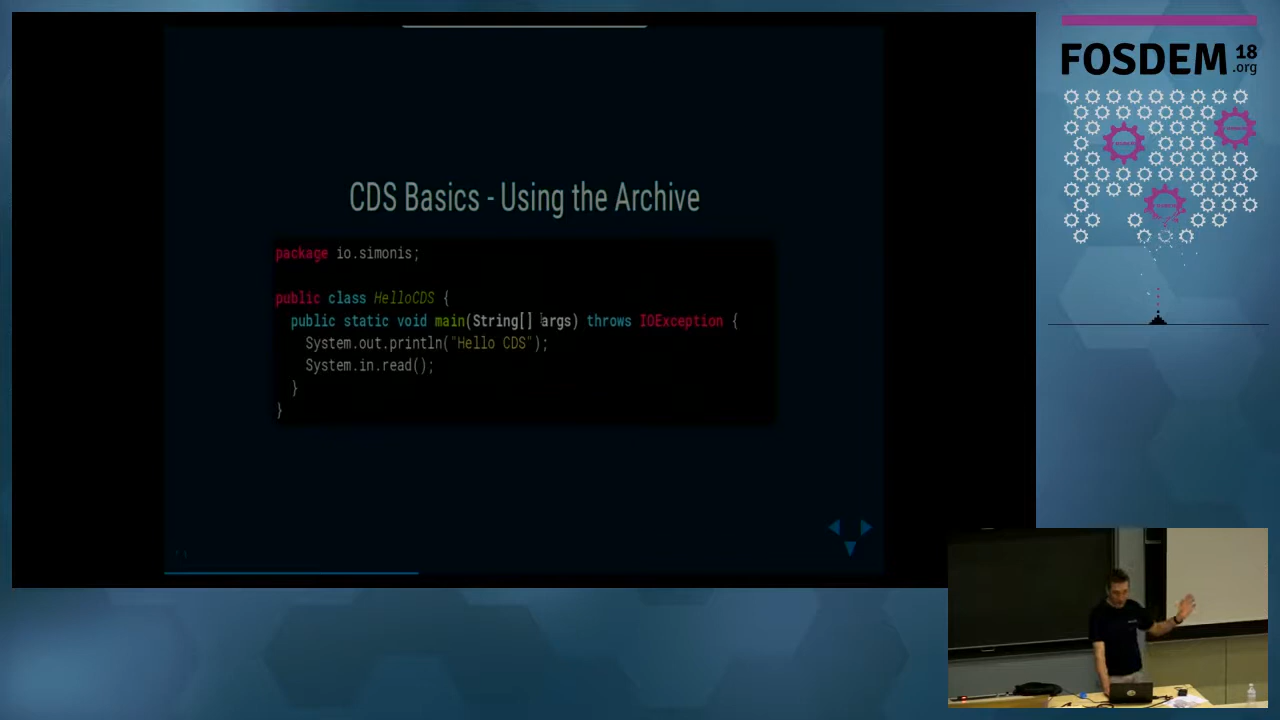 CDS Basics - Using the Archive
package io.simonis;
public class HelloCDS {
public static void main(String[] args) throws IOException {
System.out.println("Hello CDS");
System.in.read();
}
}
FOSDEM 18
.org